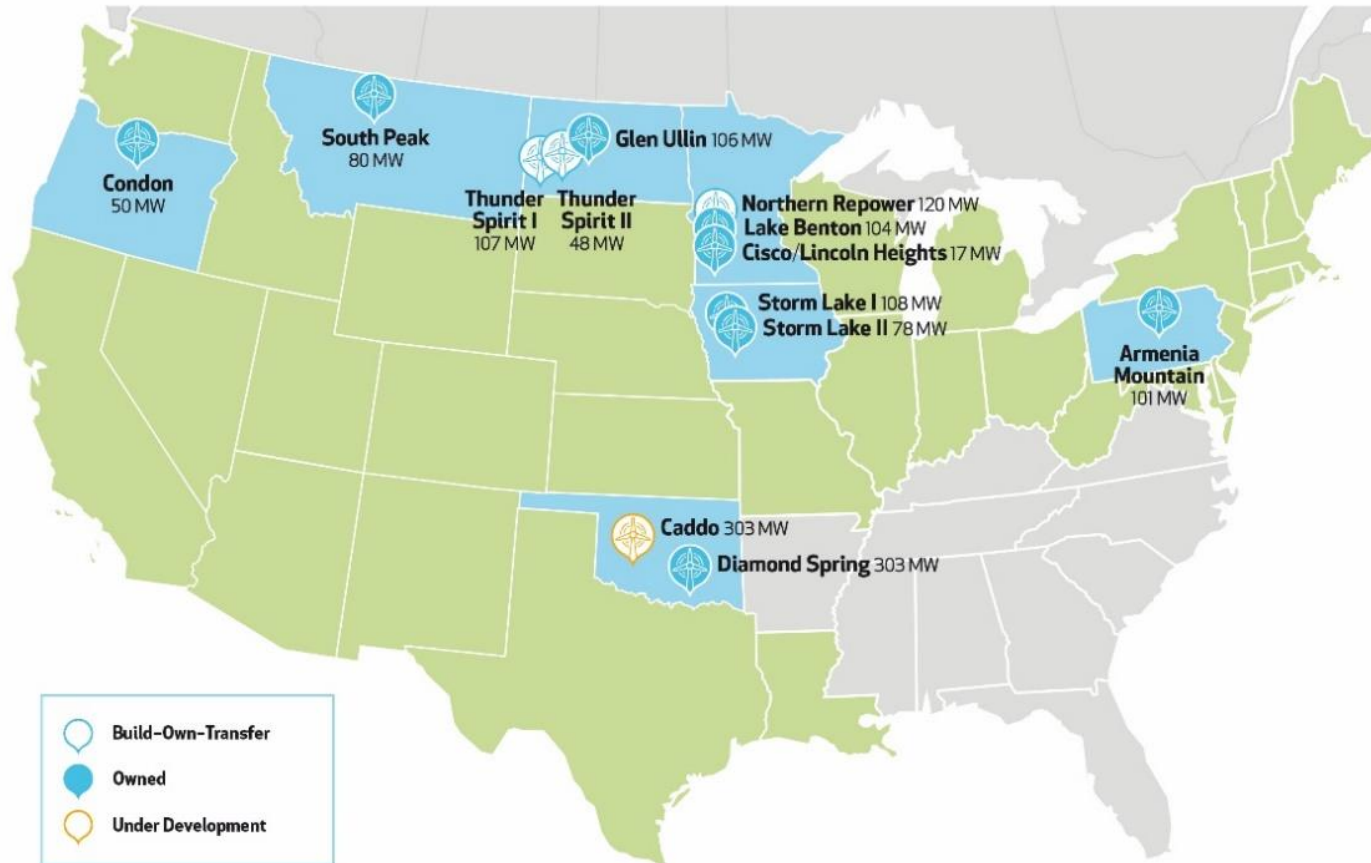 South Peak
80 MW
Glen Ullin 106 MW
Condon
50 MW
Thunder
Spirit I
107 MW
Thunder
Spirit II
48 MW
Northern Repower 120 MW
Lake Benton 104 MW
Cisco/Lincoln Heights 17 MW
Storm Lake I 108 MW
Storm Lake II 78 MW
Armenia
Mountain
101 MW
Caddo 303 MW
Diamond Spring 303 MW
Build-Own-Transfer
Owned
Under Development